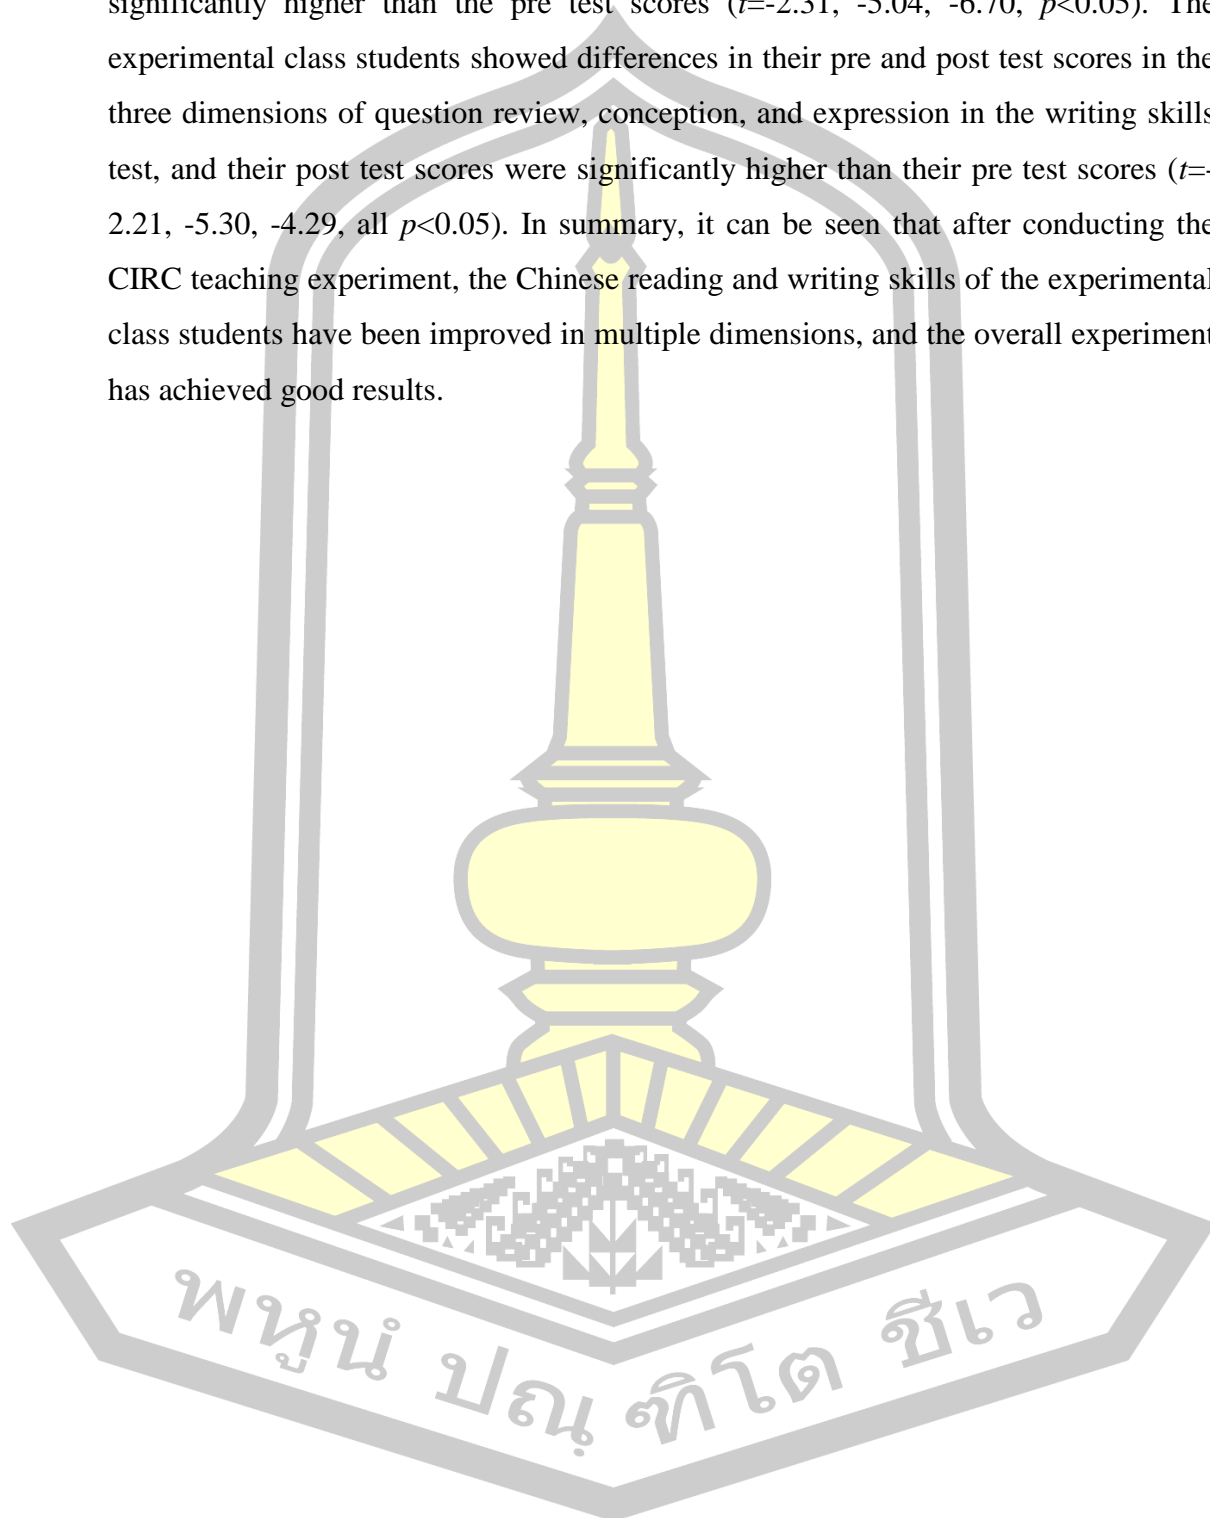 significantly higher than the pre test scores (t=-2.31, -5.04, -6.70, p<0.05). The
experimental class students showed differences in their pre and post test scores in the
three dimensions of question review, conception, and expression in the writing skills
test, and their post test scores were significantly higher than their pre test scores (t=-
2.21, -5.30, -4.29, all p<0.05). In summary, it can be seen that after conducting the
CIRC teaching experiment, the Chinese reading and writing skills of the experimental
class students have been improved in multiple dimensions, and the overall experiment
has achieved good results.
พหูนํ ปณฺฑิโต ชีเว